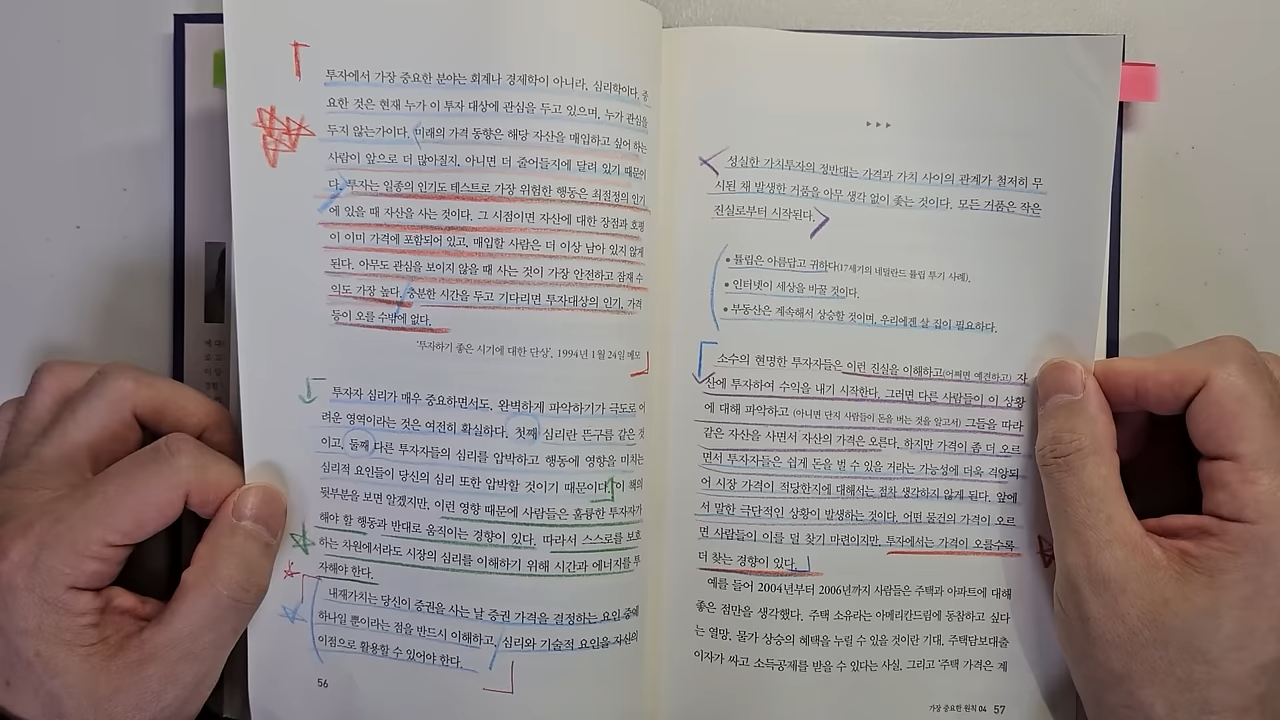 투자에서 가장 중요한 분야는 회계나 경제학이 아니라, 심리학이다. 중
요한 것은 현재 누가 이 투자 대상에 관심을 두고 있으며, 누가 관심을
두지 않는가이다. 미래의 가격 동향은 해당 자산을 매입하고 싶어 하는
사람이 앞으로 더 많아질지, 아니면 더 줄어들지에 달려 있기 때문이
다. 투자는 일종의 인기도 테스트로 가장 위험한 행동은 최절정의 인기
에 있을 때 자산을 사는 것이다. 그 시점이면 자산에 대한 장점과 호평
이 이미 가격에 포함되어 있고, 매입할 사람은 더 이상 남아 있지 않게
된다. 아무도 관심을 보이지 않을 때 사는 것이 가장 안전하고 잠재 수
익도 가장 높다. 충분한 시간을 두고 기다리면 투자대상의 인기, 가격
등이 오를 수밖에 없다.
'투자하기 좋은 시기에 대한 단상', 1994년 1월 24일 메모
투자자 심리가 매우 중요하면서도, 완벽하게 파악하기가 극도로 어
려운 영역이라는 것은 여전히 확실하다. 첫째 심리란 뜬구름 같은 것
이고, 둘째 다른 투자자들의 심리를 압박하고 행동에 영향을 미치는
심리적 요인들이 당신의 심리 또한 압박할 것이기 때문이다. 이 책의
뒷부분을 보면 알겠지만, 이런 영향 때문에 사람들은 훌륭한 투자자가
해야 할 행동과 반대로 움직이는 경향이 있다. 따라서 스스로를 보호
하는 차원에서라도 시장의 심리를 이해하기 위해 시간과 에너지를 투
자해야 한다.
내재가치는 당신이 증권을 사는 날 증권 가격을 결정하는 요인 중에
하나일 뿐이라는 점을 반드시 이해하고, 심리와 기술적 요인을 자신의
이점으로 활용할 수 있어야 한다.
56
성실한 가치투자의 정반대는 가격과 가치 사이의 관계가 철저히 무
시된 채 발생한 거품을 아무 생각 없이 좇는 것이다. 모든 거품은 작은
진실로부터 시작된다.
• 튤립은 아름답고 귀하다(17세기의 네덜란드 튤립 투기 사례).
• 인터넷이 세상을 바꿀 것이다.
• 부동산은 계속해서 상승할 것이며, 우리에겐 살 집이 필요하다.
소수의 현명한 투자자들은 이런 진실을 이해하고(어쩌면 예견하고) 자
산에 투자하여 수익을 내기 시작한다. 그러면 다른 사람들이 이 상황
에 대해 파악하고 (아니면 단지 사람들이 돈을 버는 것을 알고서) 그들을 따라
같은 자산을 사면서 자산의 가격은 오른다. 하지만 가격이 좀 더 오르
면서 투자자들은 쉽게 돈을 벌 수 있을 거라는 가능성에 더욱 격앙되
어 시장 가격이 적당한지에 대해서는 점차 생각하지 않게 된다. 앞에
서 말한 극단적인 상황이 발생하는 것이다. 어떤 물건의 가격이 오르
면 사람들이 이를 덜 찾기 마련이지만, 투자에서는 가격이 오를수록
더 찾는 경향이 있다.
예를 들어 2004년부터 2006년까지 사람들은 주택과 아파트에 대해
좋은 점만을 생각했다. 주택 소유라는 아메리칸드림에 동참하고 싶다
는 열망, 물가 상승의 혜택을 누릴 수 있을 것이란 기대, 주택담보대출
이자가 싸고 소득공제를 받을 수 있다는 사실, 그리고 '주택 가격은 계
가장 중요한 원칙 04 57